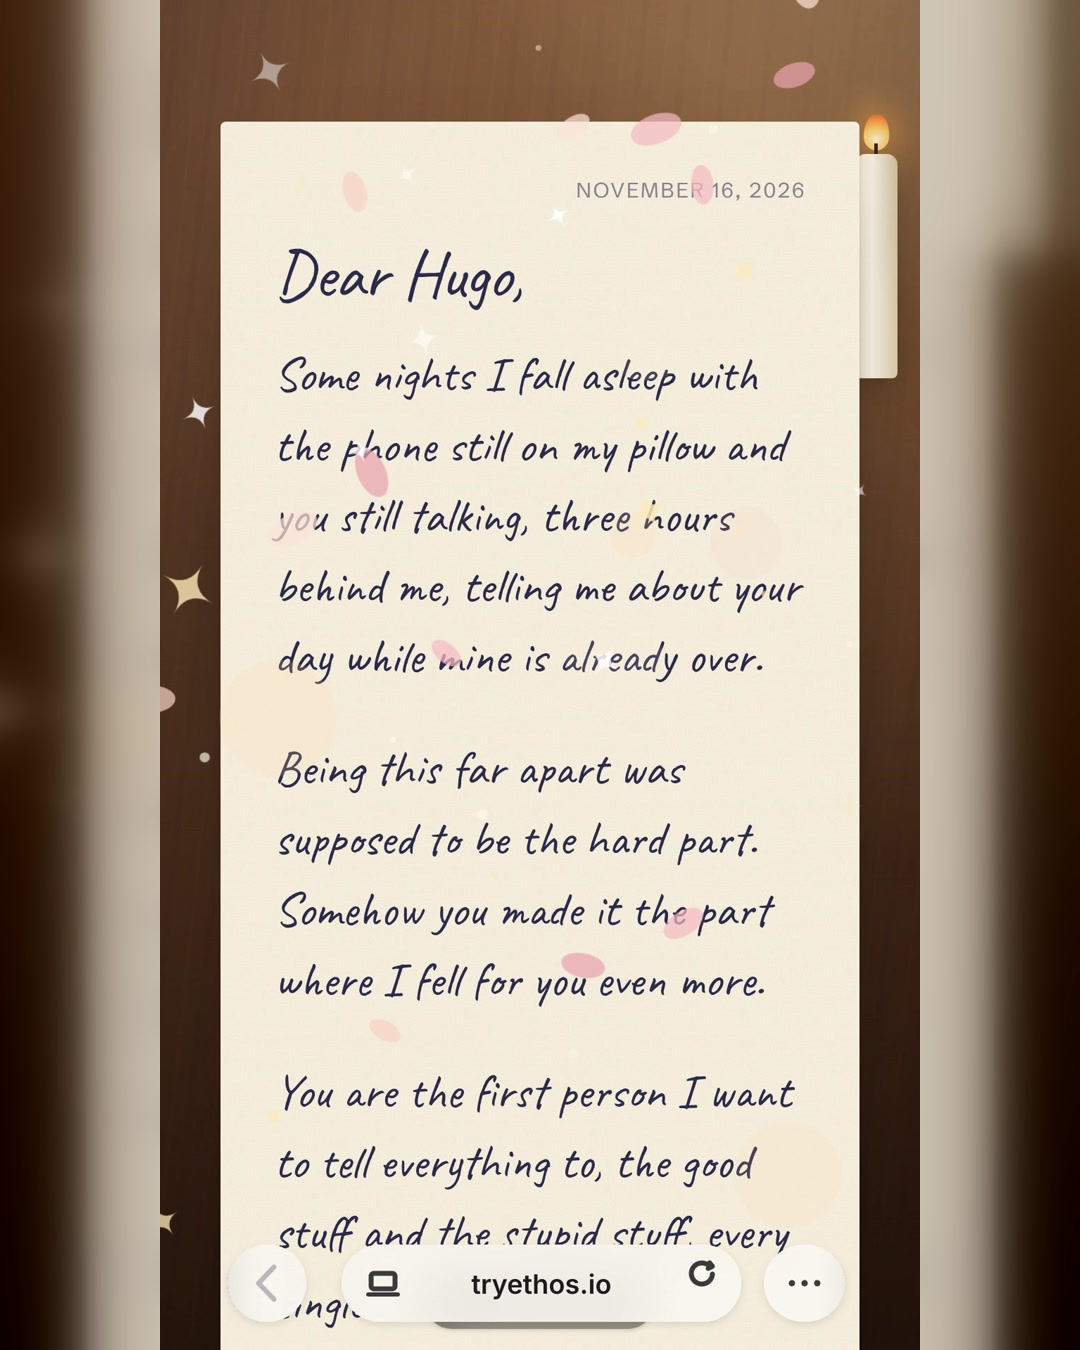 NOVEMBER 16, 2026
Dear Hugo,
Some nights I fall asleep with
the phone still on my pillow and
you still talking, three hours
behind me, telling me about your
day while mine is already over.
Being this far apart was
supposed to be the hard part.
Somehow you made it the part
where I fell for you even more.
You are the first person I want
to tell everything to, the good
stuff and the stupid stuff, every
tryethos.io